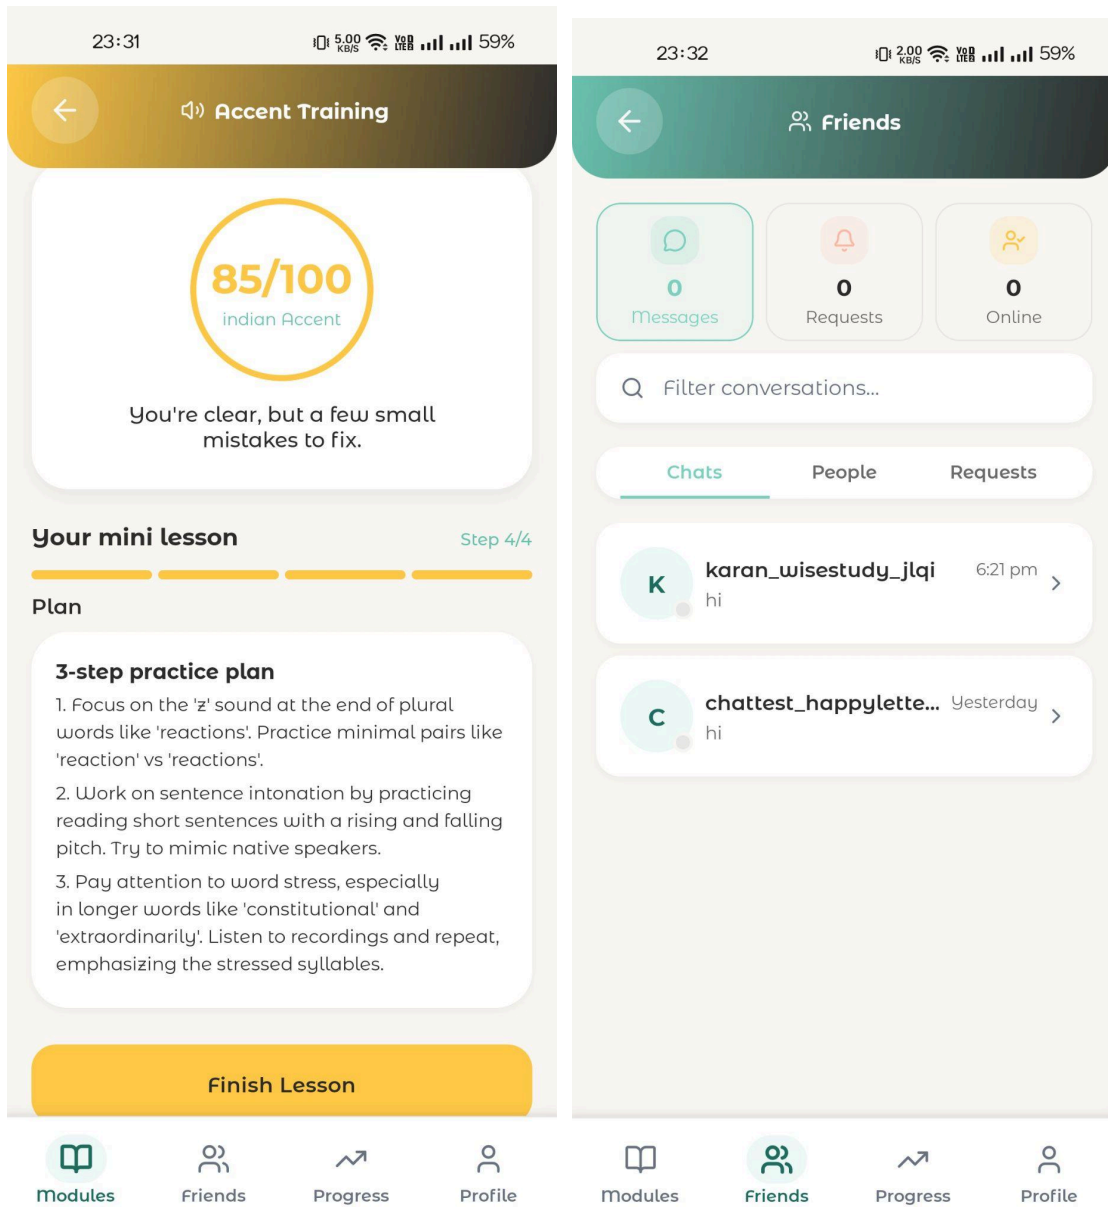 23:31
5.00 KB/S
59%
Accent Training
85/100
indian Accent
You're clear, but a few small
mistakes to fix.
Your mini lesson
Step 4/4
Plan
3-step practice plan
1. Focus on the 'z' sound at the end of plural
words like 'reactions'. Practice minimal pairs like
'reaction' vs 'reactions'.
2. Work on sentence intonation by practicing
reading short sentences with a rising and falling
pitch. Try to mimic native speakers.
3. Pay attention to word stress, especially
in longer words like 'constitutional' and
'extraordinarily'. Listen to recordings and repeat,
emphasizing the stressed syllables.
Finish Lesson
Modules Friends Progress Profile
23:32
2.00 KB/S
59%
Friends
0 0 0
Messages Requests Online
Filter conversations...
Chats People Requests
K karan_wisestudy_jlqi 6:21 pm
hi
C chattest_happylette... Yesterday
hi
Modules Friends Progress Profile